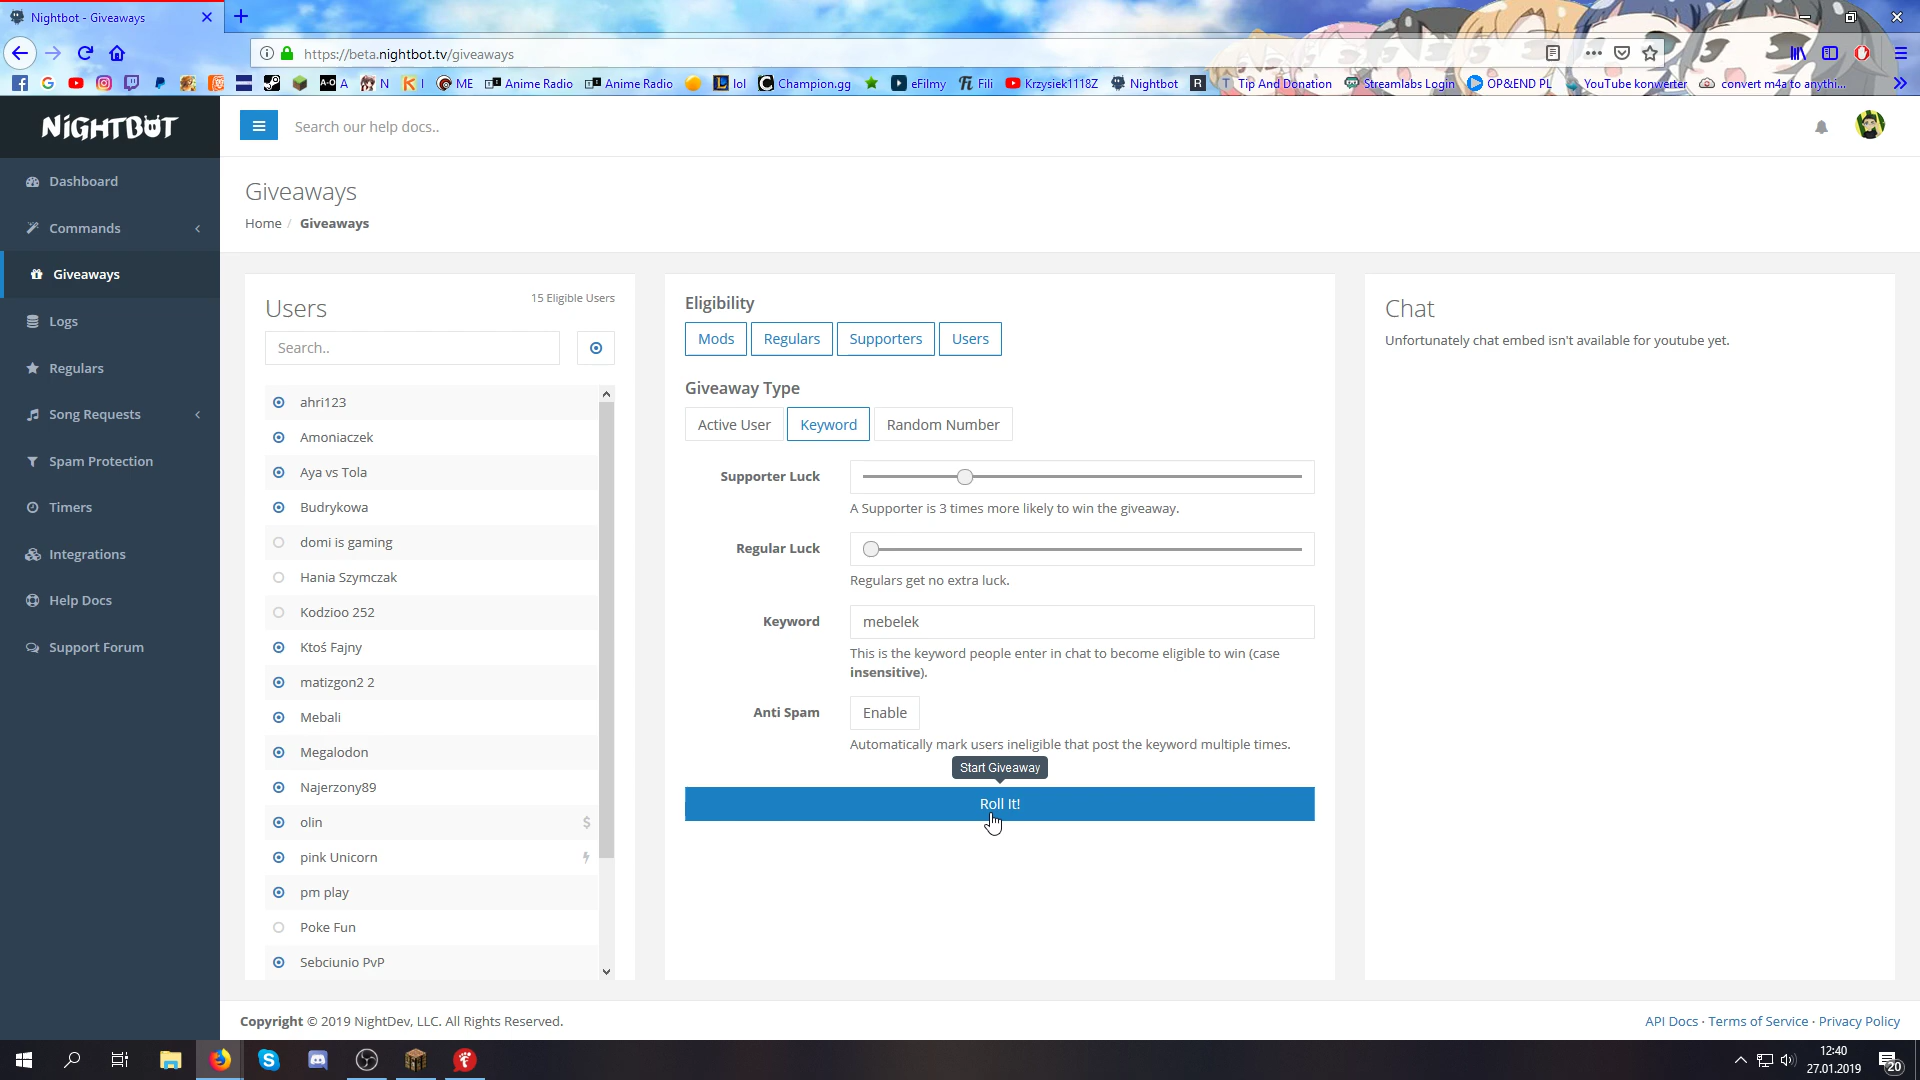 Nightbot - Giveaways
https://beta.nightbot.tv/giveaways
A-O A
N
I
ME
Anime Radio
Anime Radio
lol
Champion.gg
eFilmy
Fili
Krzysiek1118Z
Nightbot
R
Tip And Donation
Streamlabs Login
OP&END PL
YouTube konwerter
convert m4a to anythi...
NiGHTBOT
Search our help docs..
Dashboard
Commands
Giveaways
Logs
Regulars
Song Requests
Spam Protection
Timers
Integrations
Help Docs
Support Forum
Giveaways
Home / Giveaways
Users
15 Eligible Users
Search..
ahri123
Amoniaczek
Aya vs Tola
Budrykowa
domi is gaming
Hania Szymczak
Kodzioo 252
Ktoś Fajny
matizgon2 2
Mebali
Megalodon
Najerzony89
olin $
pink Unicorn
pm play
Poke Fun
Sebciunio PvP
Eligibility
Mods Regulars Supporters Users
Giveaway Type
Active User Keyword Random Number
Supporter Luck
A Supporter is 3 times more likely to win the giveaway.
Regular Luck
Regulars get no extra luck.
Keyword mebelek
This is the keyword people enter in chat to become eligible to win (case
insensitive).
Anti Spam Enable
Automatically mark users ineligible that post the keyword multiple times.
Start Giveaway
Roll It!
Chat
Unfortunately chat embed isn't available for youtube yet.
Copyright © 2019 NightDev, LLC. All Rights Reserved.
API Docs · Terms of Service · Privacy Policy
12:40
27.01.2019
20